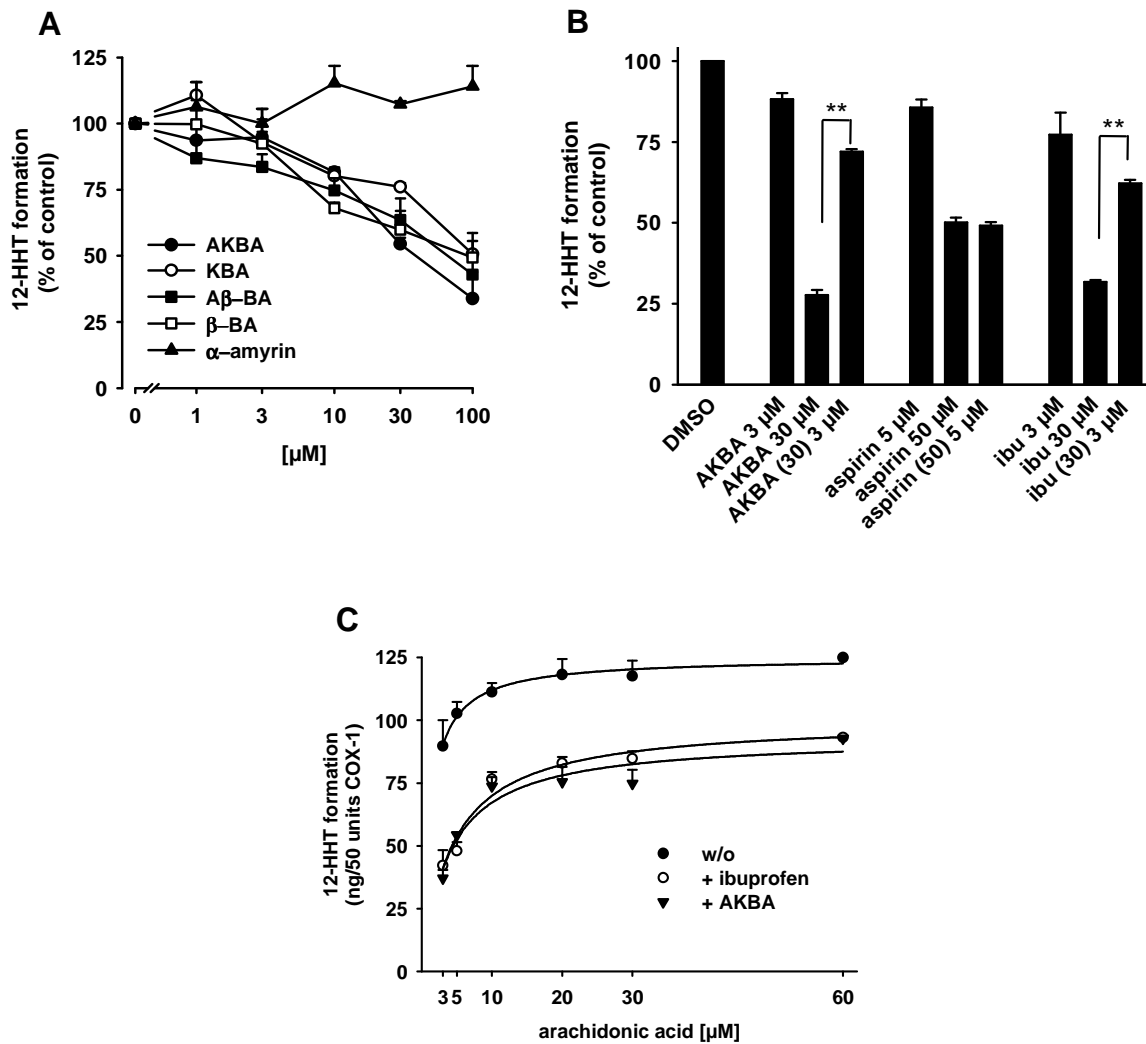 A
125
100
75
50
25
0
12-HHT formation
(% of control)
AKBA
KBA
Aβ–BA
β–BA
α–amyrin
0 1 3 10 30 100
[µM]
B
100
75
50
25
0
12-HHT formation
(% of control)
**
**
DMSO
AKBA 3 µM
AKBA 30 µM
AKBA (30) 3 µM
aspirin 5 µM
aspirin 50 µM
aspirin (50) 5 µM
ibu 3 µM
ibu 30 µM
ibu (30) 3 µM
C
125
100
75
50
25
0
12-HHT formation
(ng/50 units COX-1)
w/o
+ ibuprofen
+ AKBA
3 5 10 20 30 60
arachidonic acid [µM]